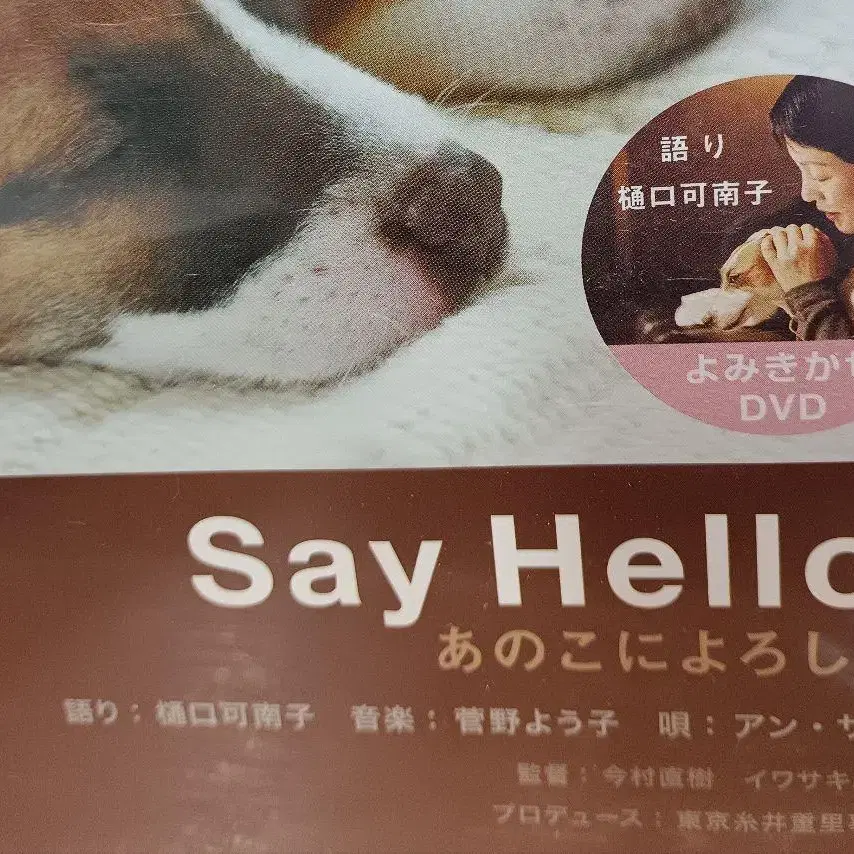 語り
樋口可南子
よみきかせ
DVD
Say Hello
あのこによろし
語り：樋口可南子　音楽：菅野よう子　唄：アン・サ
監督：今村直樹　イワサキ
プロデュース：東京糸井重里事